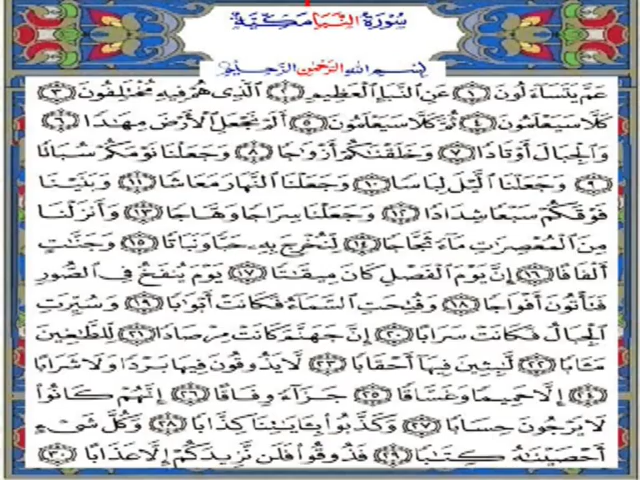 سُورَةُ النَّبَإِ مَكِّيَّةٌ
بِسْمِ اللَّهِ الرَّحْمَٰنِ الرَّحِيمِ
عَمَّ يَتَسَاءَلُونَ ١ عَنِ النَّبَإِ الْعَظِيمِ ٢ الَّذِي هُمْ فِيهِ مُخْتَلِفُونَ ٣
كَلَّا سَيَعْلَمُونَ ٤ ثُمَّ كَلَّا سَيَعْلَمُونَ ٥ أَلَمْ نَجْعَلِ الْأَرْضَ مِهَادًا ٦
وَالْجِبَالَ أَوْتَادًا ٧ وَخَلَقْنَاكُمْ أَزْوَاجًا ٨ وَجَعَلْنَا نَوْمَكُمْ سُبَاتًا
٩ وَجَعَلْنَا الَّيْلَ لِبَاسًا ١٠ وَجَعَلْنَا النَّهَارَ مَعَاشًا ١١ وَبَنَيْنَا
فَوْقَكُمْ سَبْعًا شِدَادًا ١٢ وَجَعَلْنَا سِرَاجًا وَهَّاجًا ١٣ وَأَنْزَلْنَا
مِنَ الْمُعْصِرَاتِ مَاءً ثَجَّاجًا ١٤ لِنُخْرِجَ بِهِ حَبًّا وَنَبَاتًا ١٥ وَجَنَّاتٍ
أَلْفَافًا ١٦ إِنَّ يَوْمَ الْفَصْلِ كَانَ مِيقَاتًا ١٧ يَوْمَ يُنْفَخُ فِي الصُّورِ
فَتَأْتُونَ أَفْوَاجًا ١٨ وَفُتِحَتِ السَّمَاءُ فَكَانَتْ أَبْوَابًا ١٩ وَسُيِّرَتِ
الْجِبَالُ فَكَانَتْ سَرَابًا ٢٠ إِنَّ جَهَنَّمَ كَانَتْ مِرْصَادًا ٢١ لِلطَّاغِينَ
مَآبًا ٢٢ لَابِثِينَ فِيهَا أَحْقَابًا ٢٣ لَا يَذُوقُونَ فِيهَا بَرْدًا وَلَا شَرَابًا
٢٤ إِلَّا حَمِيمًا وَغَسَّاقًا ٢٥ جَزَاءً وِفَاقًا ٢٦ إِنَّهُمْ كَانُوا
لَا يَرْجُونَ حِسَابًا ٢٧ وَكَذَّبُوا بِآيَاتِنَا كِذَّابًا ٢٨ وَكُلَّ شَيْءٍ
أَحْصَيْنَاهُ كِتَابًا ٢٩ فَذُوقُوا فَلَنْ نَزِيدَكُمْ إِلَّا عَذَابًا ٣٠